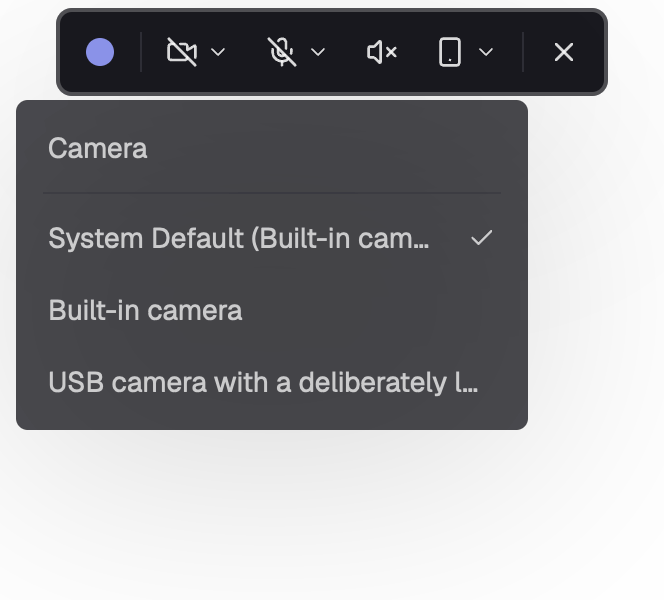 Camera
System Default (Built-in cam...
Built-in camera
USB camera with a deliberately l...